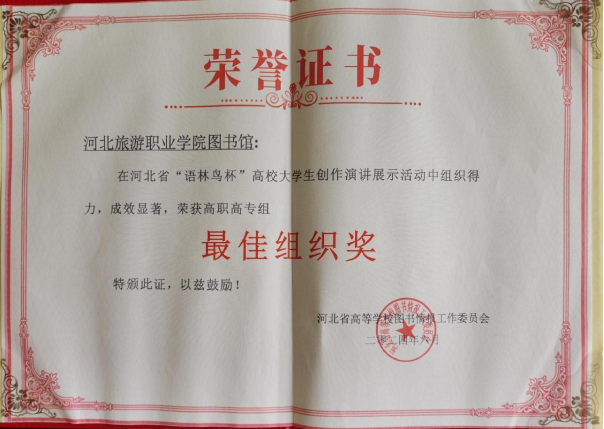 荣誉证书
河北旅游职业学院图书馆：
在河北省“语林鸟杯”高校大学生创作演讲展示活动中组织得
力，成效显著，荣获高职高专组
最佳组织奖
特颁此证，以兹鼓励！
河北省高等学校图书情报工作委员会
二〇二四年六月